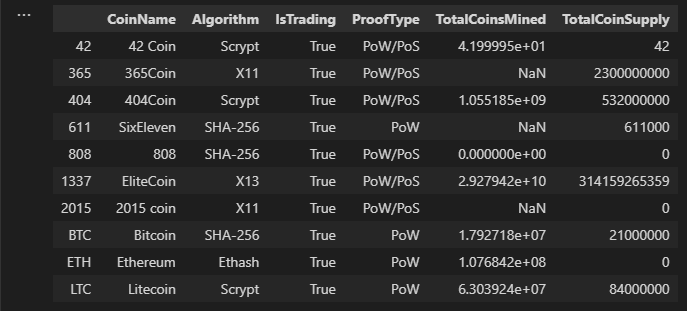 ...
CoinName Algorithm IsTrading ProofType TotalCoinsMined TotalCoinSupply
42 42 Coin Scrypt True PoW/PoS 4.199995e+01 42
365 365Coin X11 True PoW/PoS NaN 2300000000
404 404Coin Scrypt True PoW/PoS 1.055185e+09 532000000
611 SixEleven SHA-256 True PoW NaN 611000
808 808 SHA-256 True PoW/PoS 0.000000e+00 0
1337 EliteCoin X13 True PoW/PoS 2.927942e+10 314159265359
2015 2015 coin X11 True PoW/PoS NaN 0
BTC Bitcoin SHA-256 True PoW 1.792718e+07 21000000
ETH Ethereum Ethash True PoW 1.076842e+08 0
LTC Litecoin Scrypt True PoW 6.303924e+07 84000000